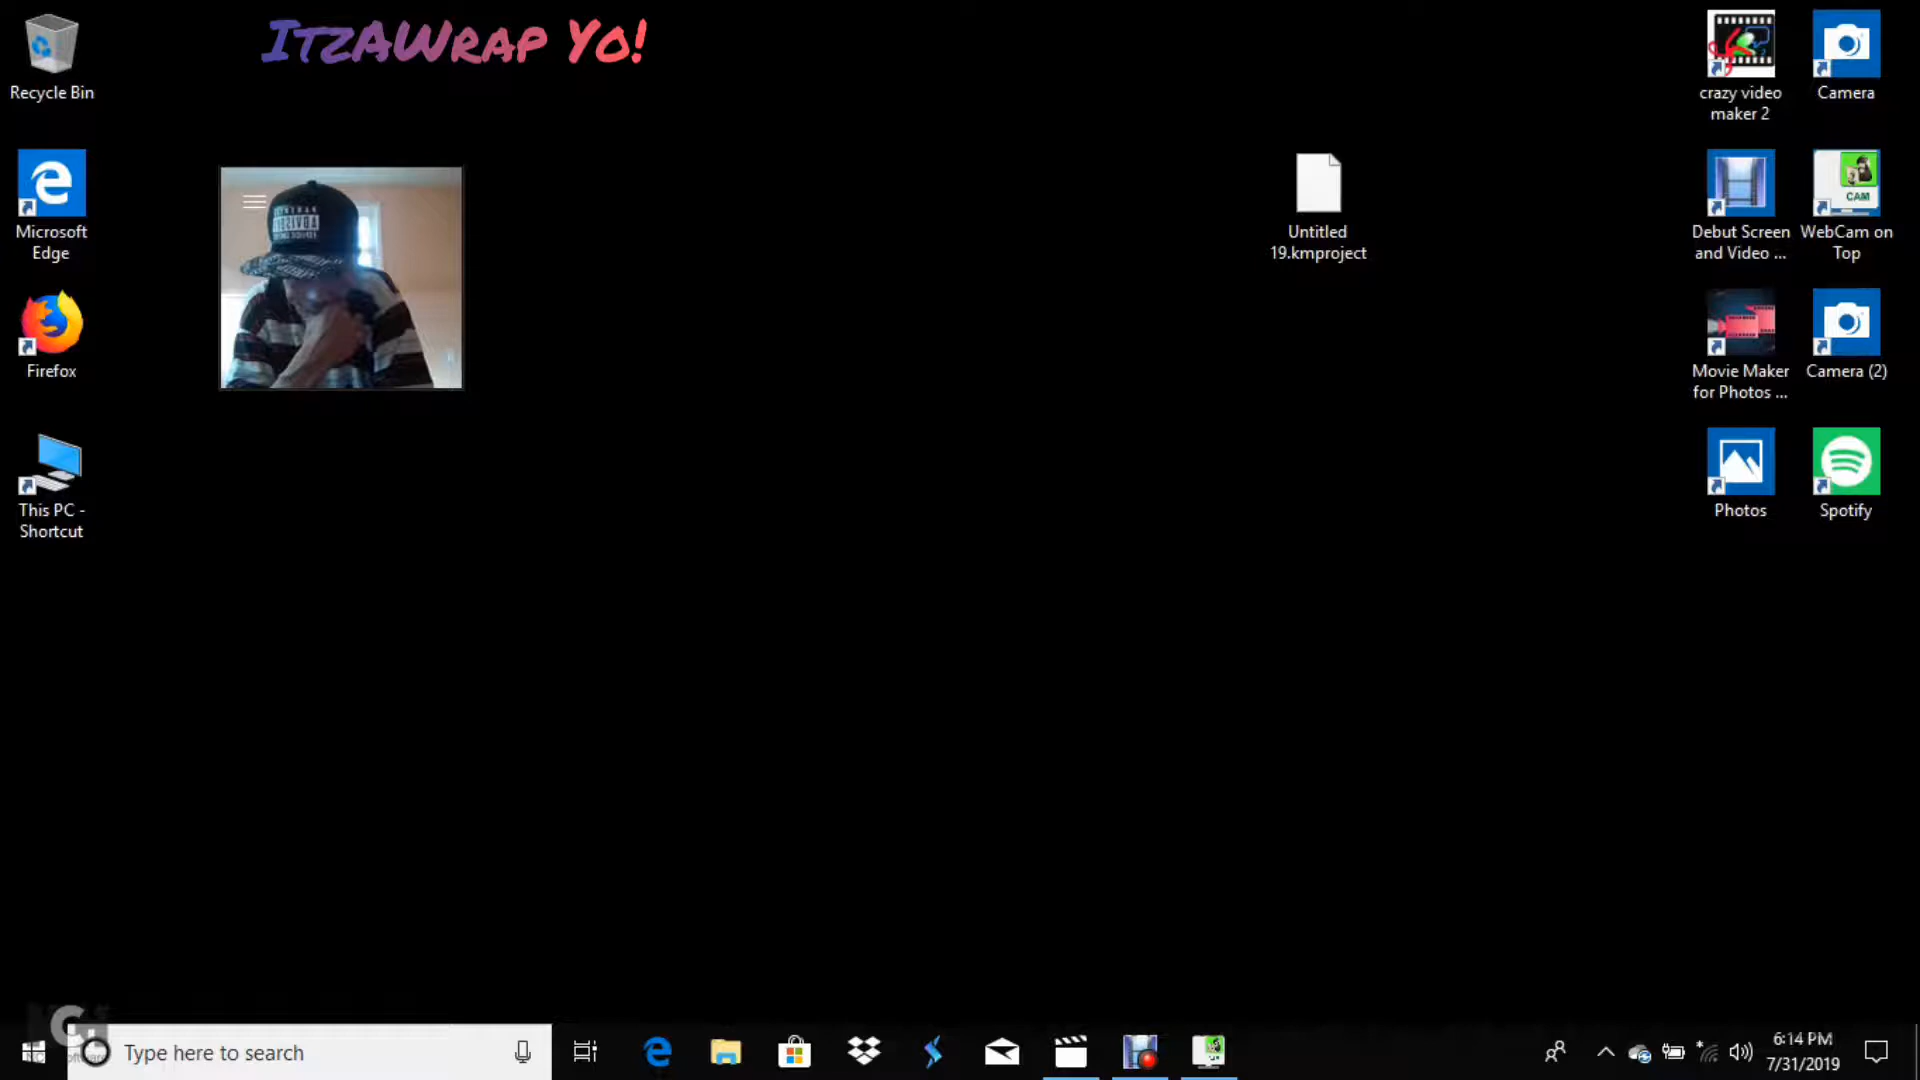 ItzAWrap Yo!
Recycle Bin
Microsoft
Edge
Firefox
This PC -
Shortcut
Untitled
19.kmproject
crazy video
maker 2
Camera
Debut Screen
and Video ...
CAM
WebCam on
Top
Movie Maker
for Photos ...
Camera (2)
Photos
Spotify
Type here to search
6:14 PM
7/31/2019